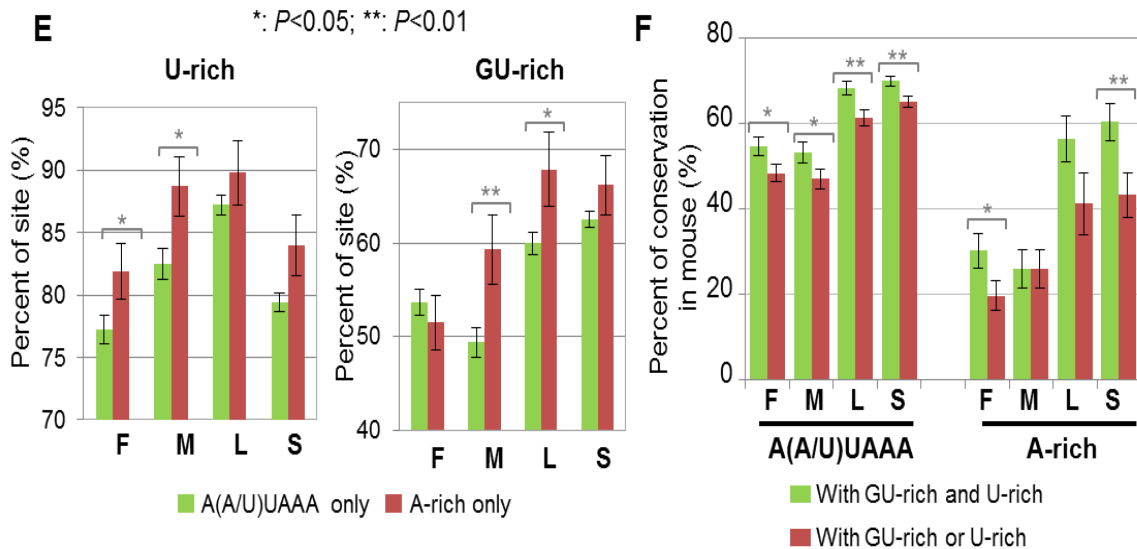 E
*: P<0.05; **: P<0.01
U-rich
Percent of site (%)
95
90
85
80
75
70
*
*
F M L S
GU-rich
Percent of site (%)
70
60
50
40
**
*
F M L S
A(A/U)UAAA only A-rich only
F
Percent of conservation
in mouse (%)
80
60
40
20
0
*
*
**
**
*
**
F M L S F M L S
A(A/U)UAAA A-rich
With GU-rich and U-rich
With GU-rich or U-rich